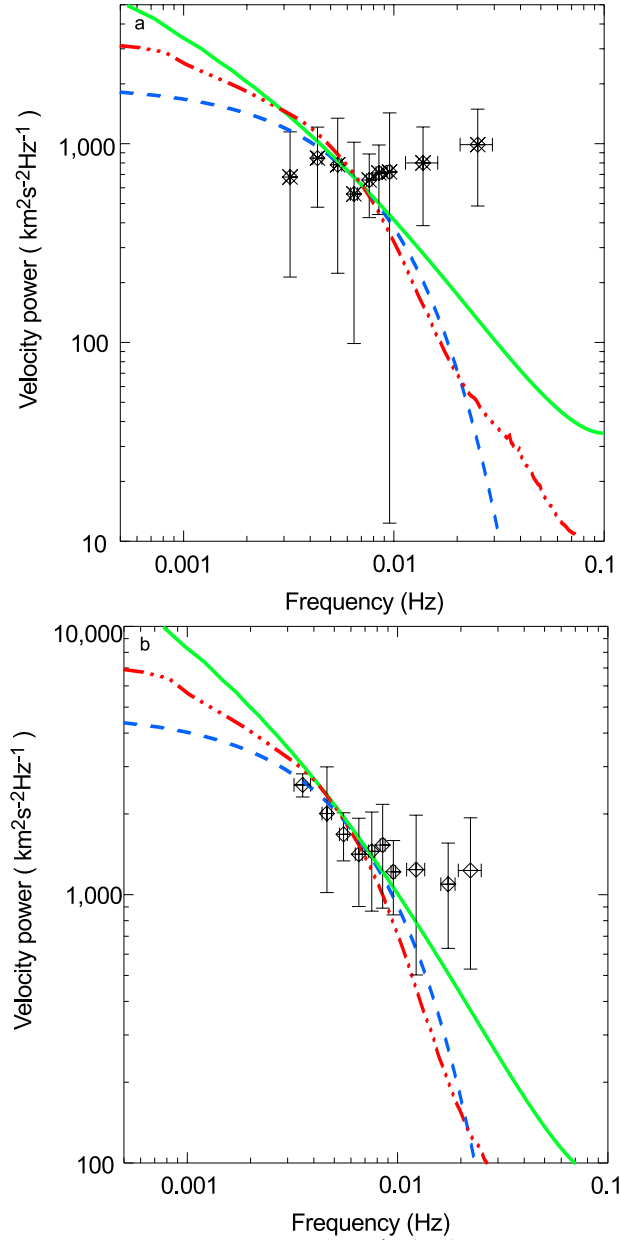 a
1,000
100
10
Velocity power ( km²s⁻²Hz⁻¹)
0.001
0.01
0.1
Frequency (Hz)
b
10,000
1,000
100
Velocity power ( km²s⁻²Hz⁻¹)
0.001
0.01
0.1
Frequency (Hz)